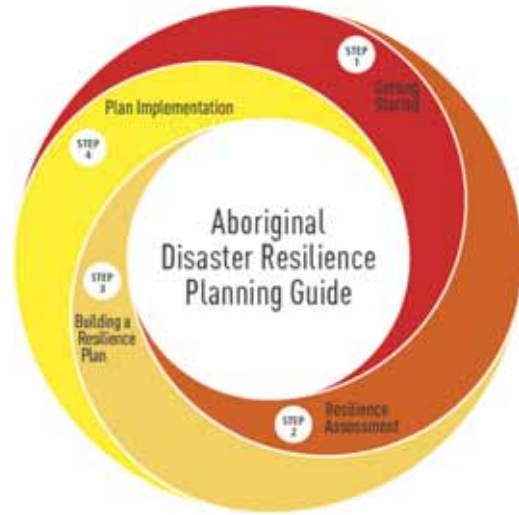 STEP
1
Getting
Started
Plan Implementation
STEP
4
Aboriginal
Disaster Resilience
Planning Guide
STEP
3
Building a
Resilience
Plan
STEP
2
Resilience
Assessment